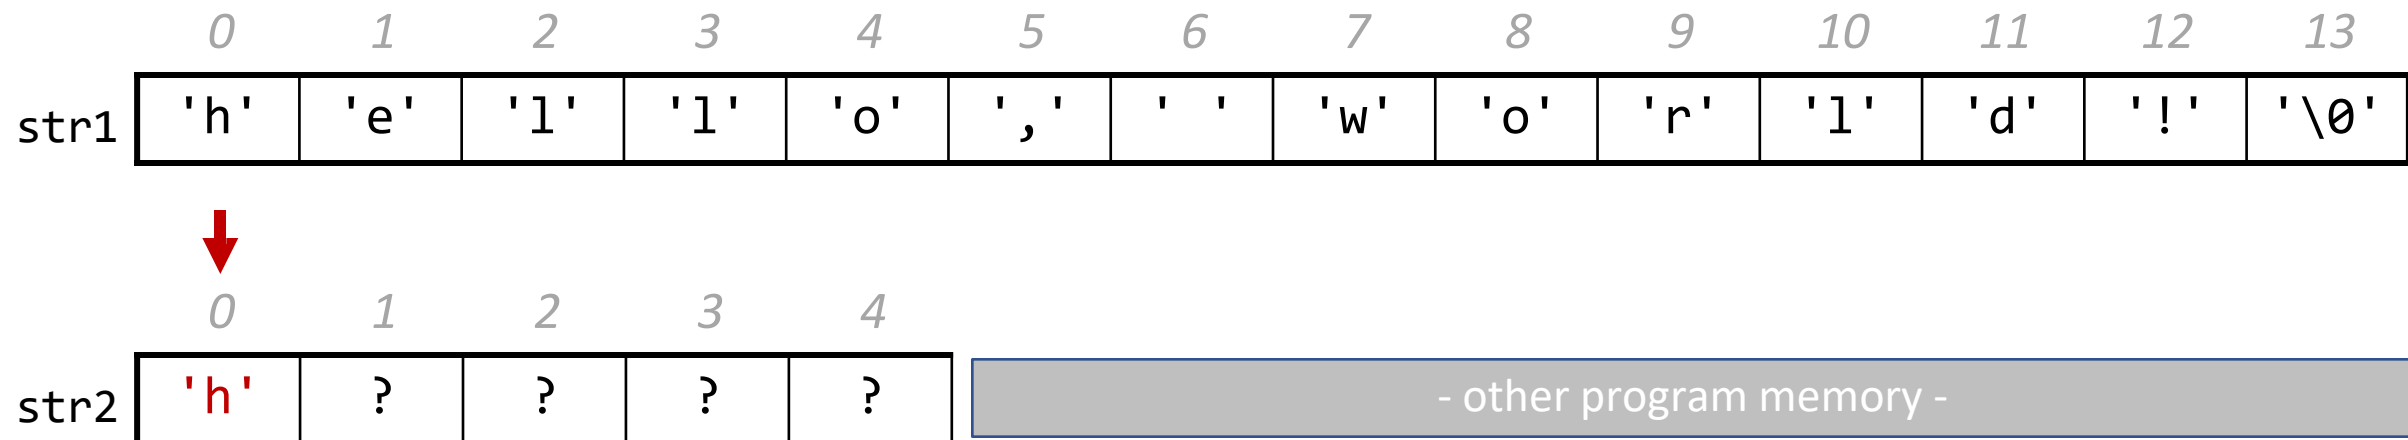 0 1 2 3 4 5 6 7 8 9 10 11 12 13
str1 'h' 'e' 'l' 'l' 'o' ',' ' ' 'w' 'o' 'r' 'l' 'd' '!' '\0'
0 1 2 3 4
str2 'h' ? ? ? ? - other program memory -